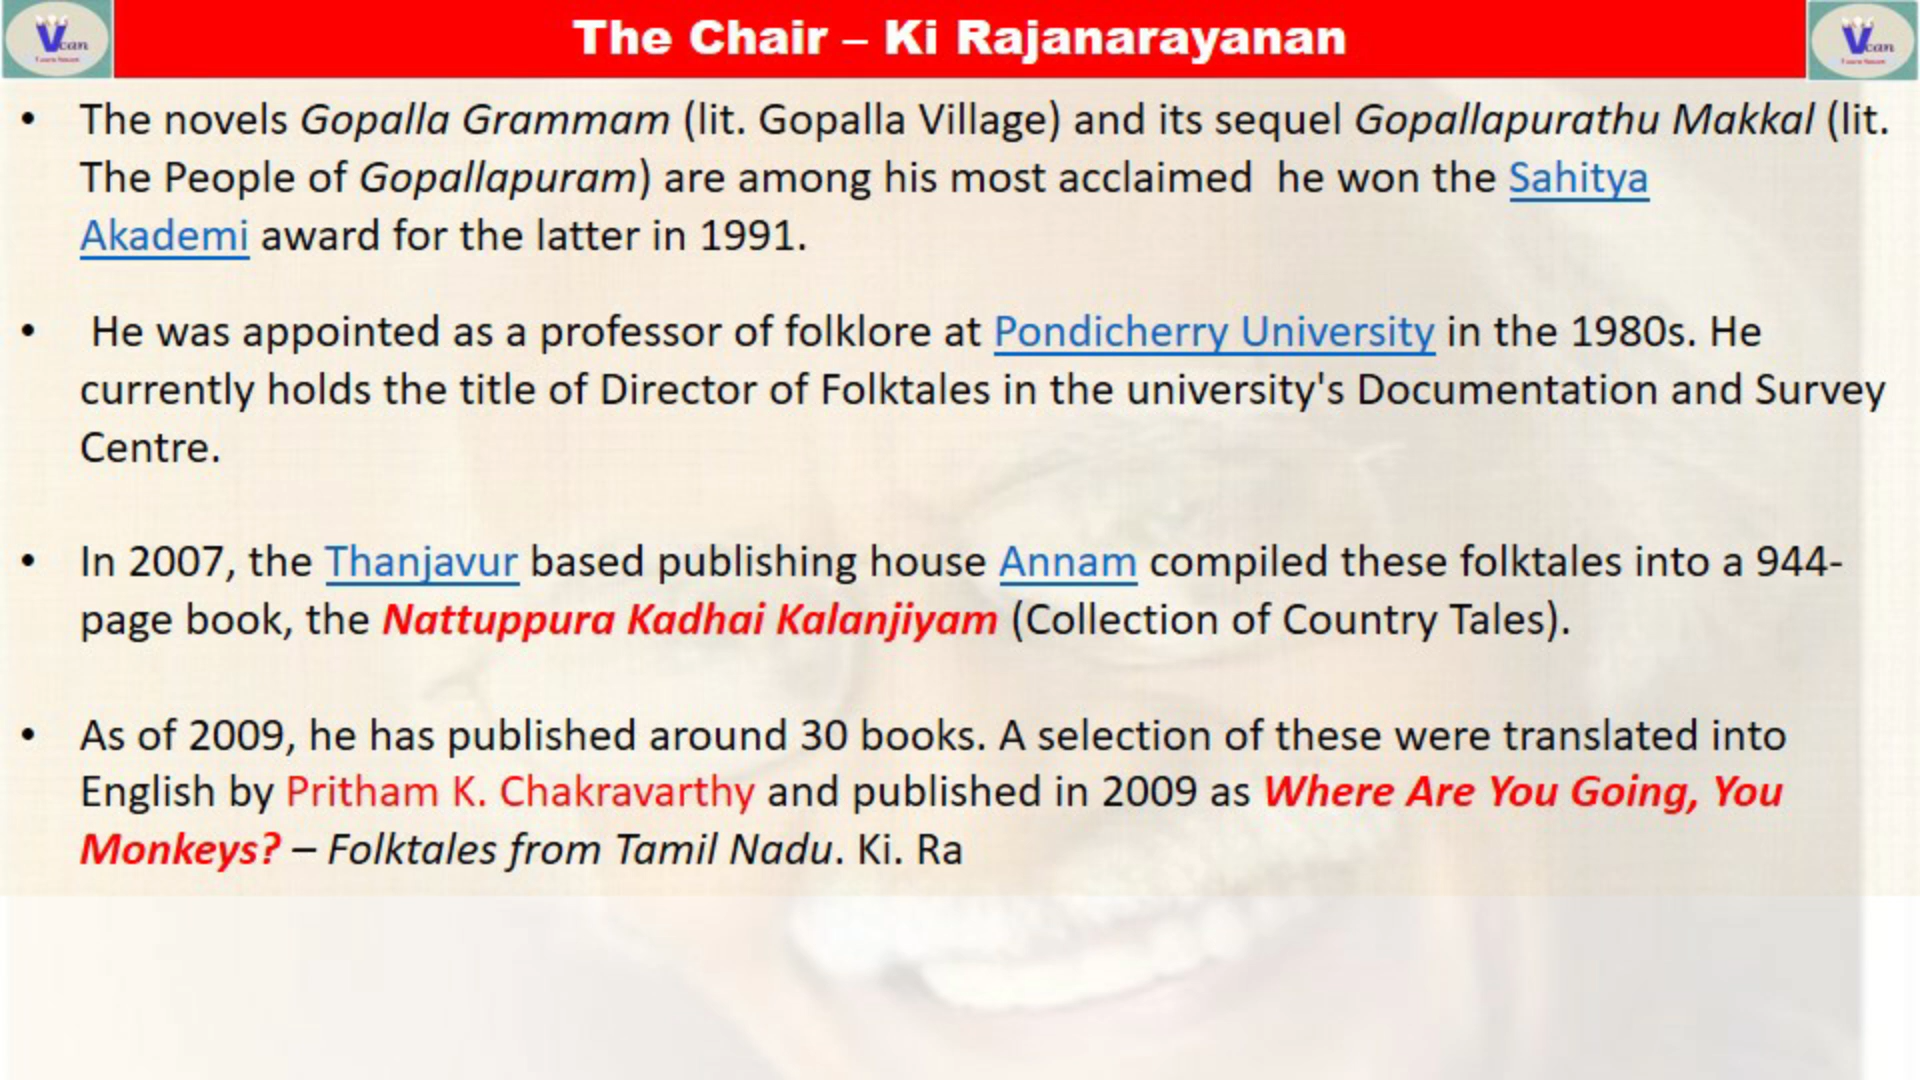 The Chair – Ki Rajanarayanan
Vcan
Vcan
• The novels Gopalla Grammam (lit. Gopalla Village) and its sequel Gopallapurathu Makkal (lit.
The People of Gopallapuram) are among his most acclaimed  he won the Sahitya
Akademi award for the latter in 1991.
• He was appointed as a professor of folklore at Pondicherry University in the 1980s. He
currently holds the title of Director of Folktales in the university's Documentation and Survey
Centre.
• In 2007, the Thanjavur based publishing house Annam compiled these folktales into a 944-
page book, the Nattuppura Kadhai Kalanjiyam (Collection of Country Tales).
• As of 2009, he has published around 30 books. A selection of these were translated into
English by Pritham K. Chakravarthy and published in 2009 as Where Are You Going, You
Monkeys? – Folktales from Tamil Nadu. Ki. Ra